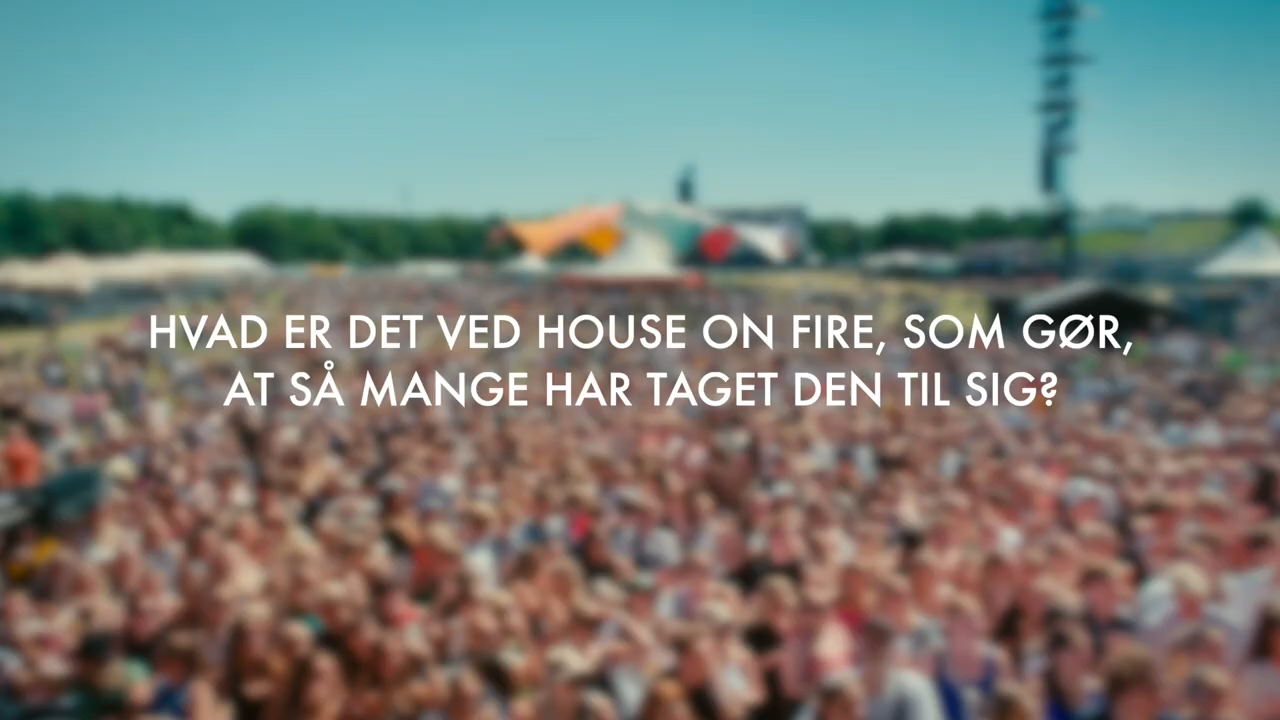 HVAD ER DET VED HOUSE ON FIRE, SOM GØR,
AT SÅ MANGE HAR TAGET DEN TIL SIG?